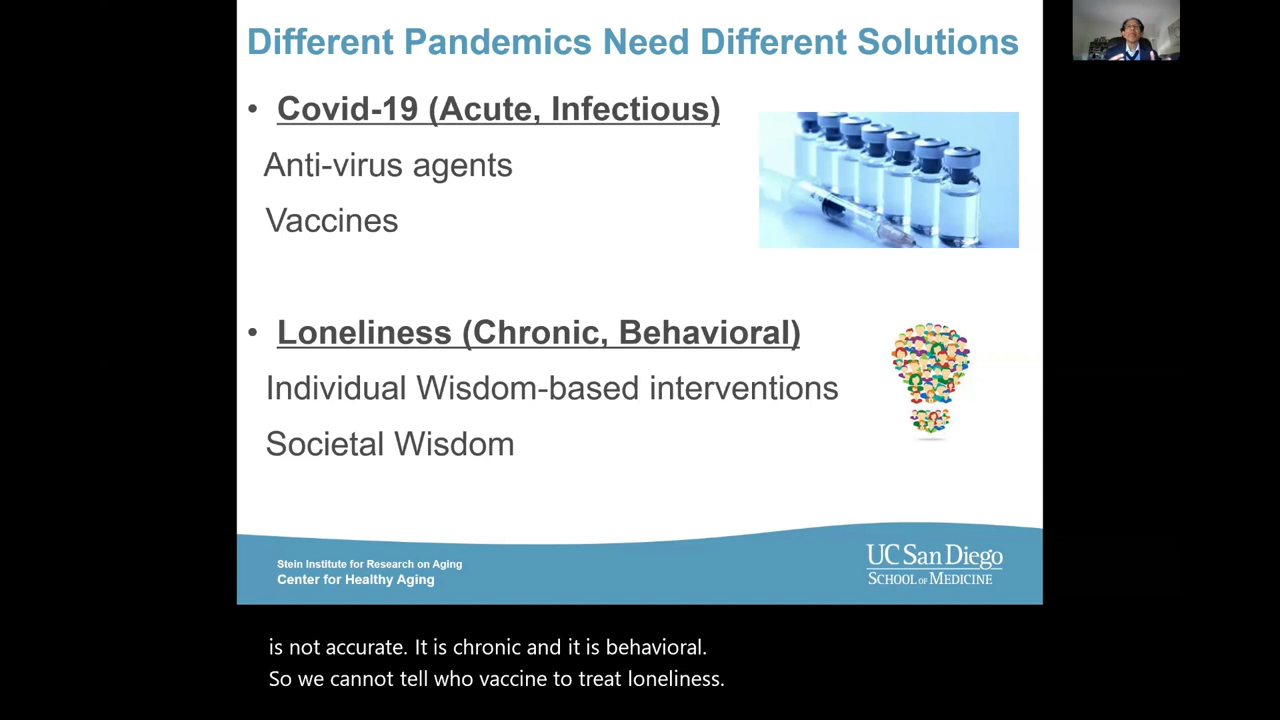 Different Pandemics Need Different Solutions
• Covid-19 (Acute, Infectious)
Anti-virus agents
Vaccines
• Loneliness (Chronic, Behavioral)
Individual Wisdom-based interventions
Societal Wisdom
Stein Institute for Research on Aging
Center for Healthy Aging
UC San Diego
SCHOOL OF MEDICINE
is not accurate. It is chronic and it is behavioral.
So we cannot tell who vaccine to treat loneliness.